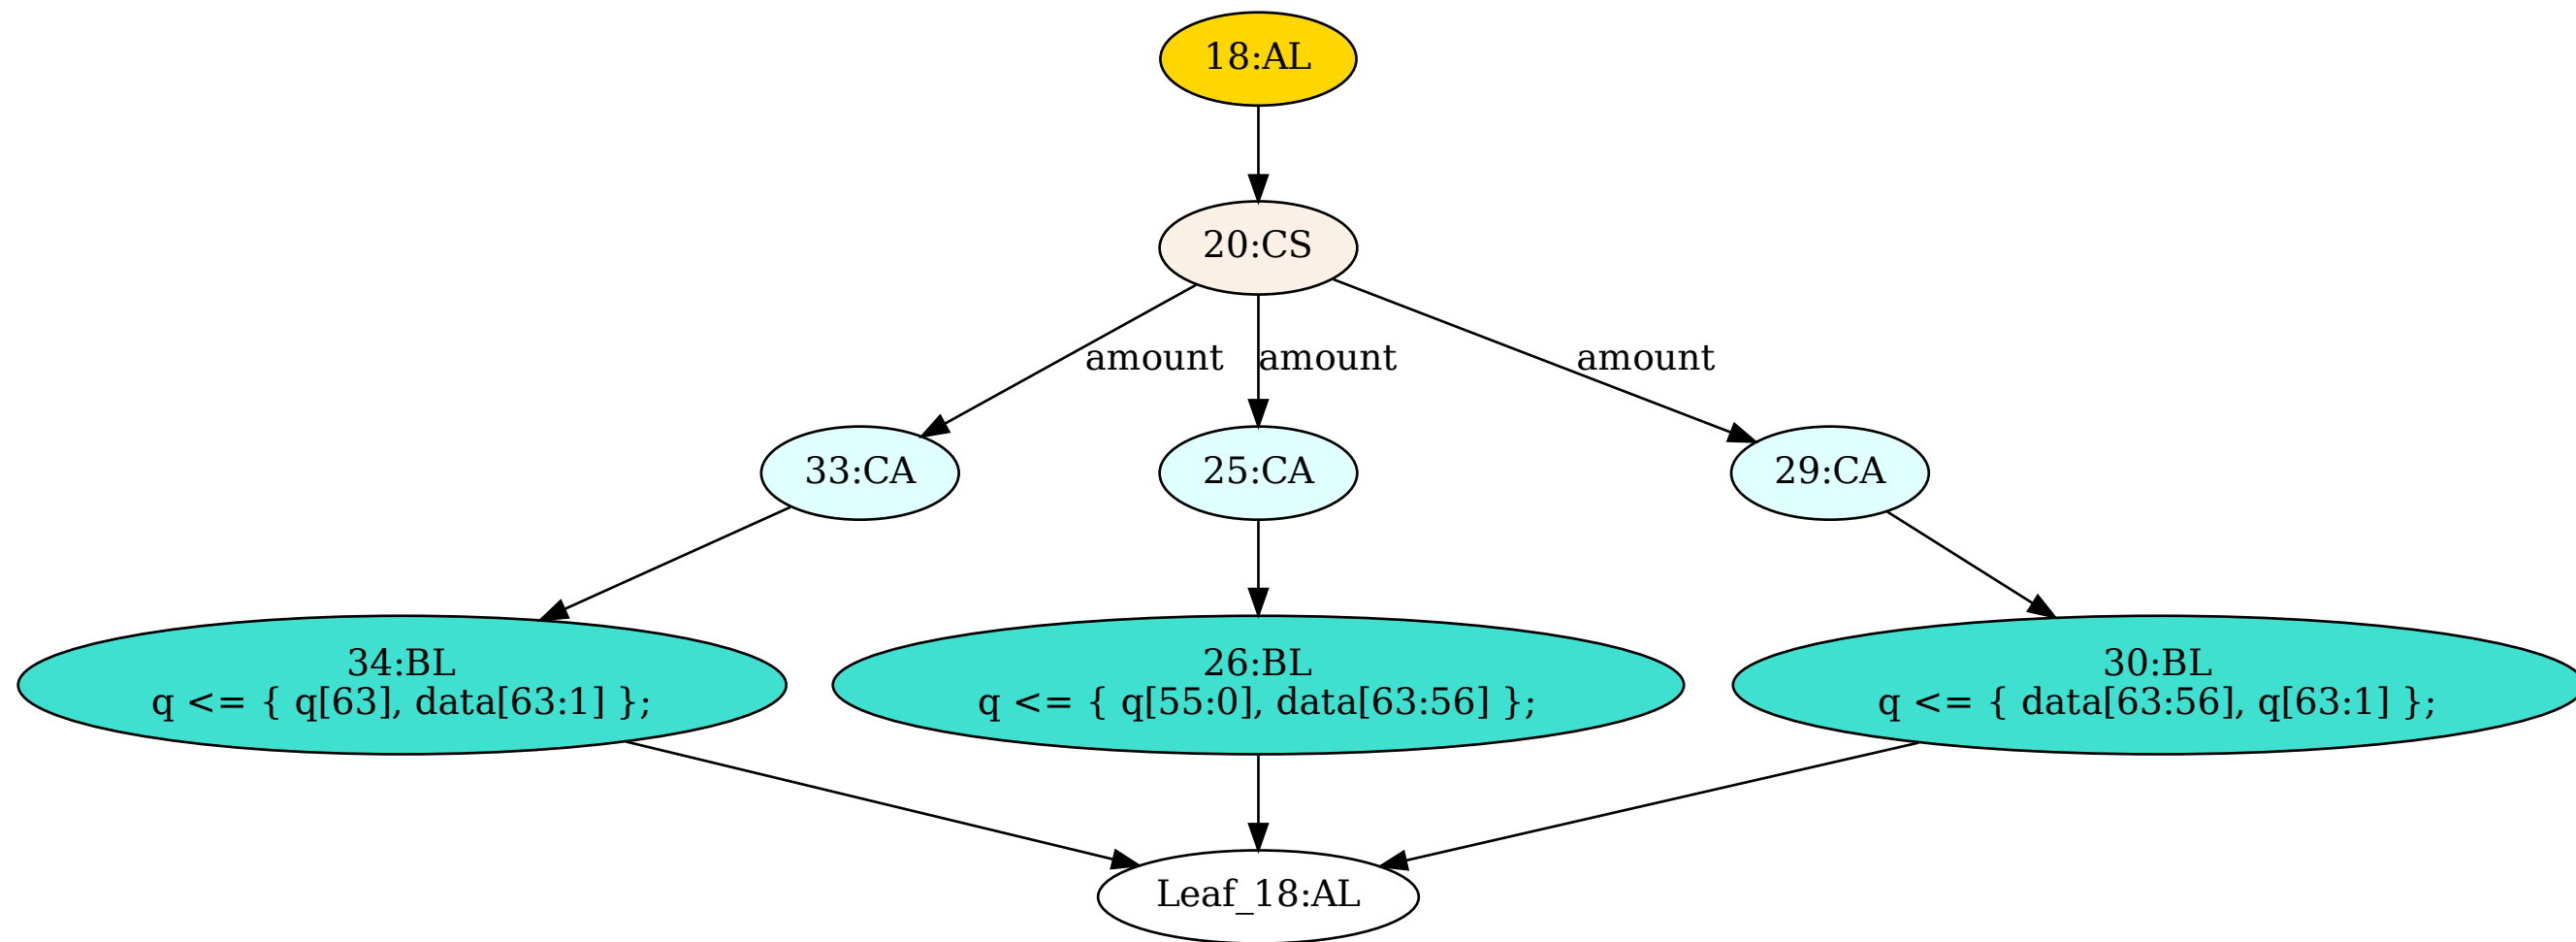 18:AL
20:CS
amount
amount
amount
33:CA
25:CA
29:CA
34:BL
q <= { q[63], data[63:1] };
26:BL
q <= { q[55:0], data[63:56] };
30:BL
q <= { data[63:56], q[63:1] };
Leaf_18:AL